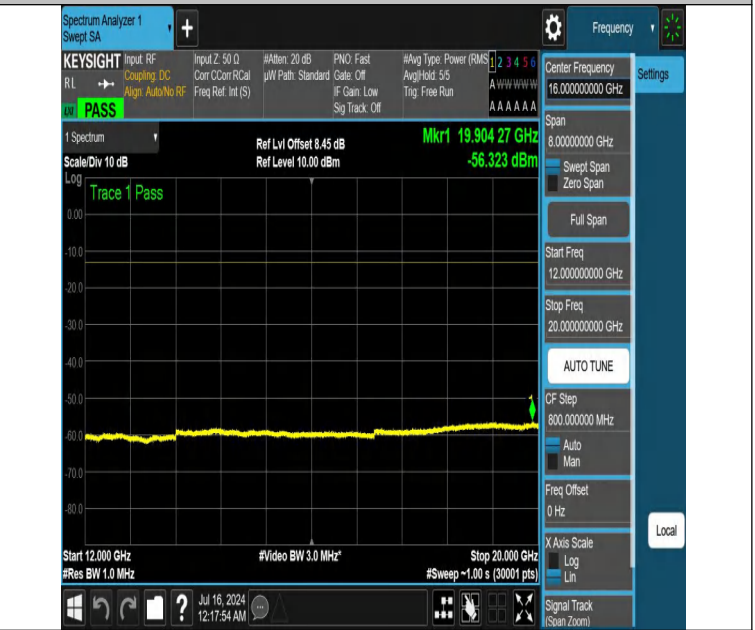 Spectrum Analyzer 1
Swept SA
+
Frequency
KEYSIGHT
RL
PASS
Input: RF
Coupling: DC
Align: Auto/No RF
Input Z: 50 Ω
Corr CCorr RCal
Freq Ref: Int (S)
#Atten: 20 dB
µW Path: Standard
PNO: Fast
Gate: Off
IF Gain: Low
Sig Track: Off
#Avg Type: Power (RMS
Avg|Hold: 5/5
Trig: Free Run
1 2 3 4 5 6
A W W W W W
A A A A A A
1 Spectrum
Scale/Div 10 dB
Ref Lvl Offset 8.45 dB
Ref Level 10.00 dBm
Mkr1 19.904 27 GHz
-56.323 dBm
Log
Trace 1 Pass
0.00
-10.0
-20.0
-30.0
-40.0
-50.0
-60.0
-70.0
-80.0
1
Start 12.000 GHz
#Res BW 1.0 MHz
#Video BW 3.0 MHz*
Stop 20.000 GHz
#Sweep ~1.00 s (30001 pts)
Center Frequency
16.000000000 GHz
Settings
Span
8.00000000 GHz
Swept Span
Zero Span
Full Span
Start Freq
12.000000000 GHz
Stop Freq
20.000000000 GHz
AUTO TUNE
CF Step
800.000000 MHz
Auto
Man
Freq Offset
0 Hz
X Axis Scale
Log
Lin
Local
Signal Track
(Span Zoom)
?
Jul 16, 2024
12:17:54 AM